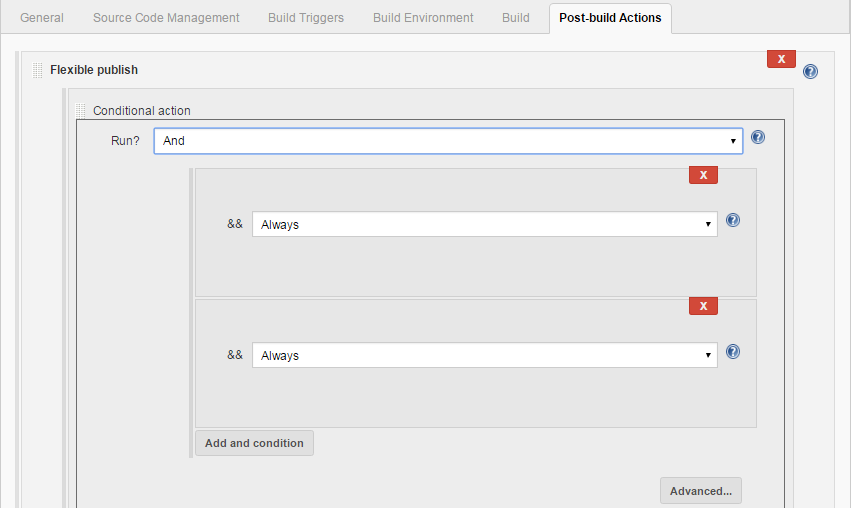 General Source Code Management Build Triggers Build Environment Build Post-build Actions
X
Flexible publish ?
Conditional action
Run? And ?
X
&& Always ?
X
&& Always ?
Add and condition
Advanced...